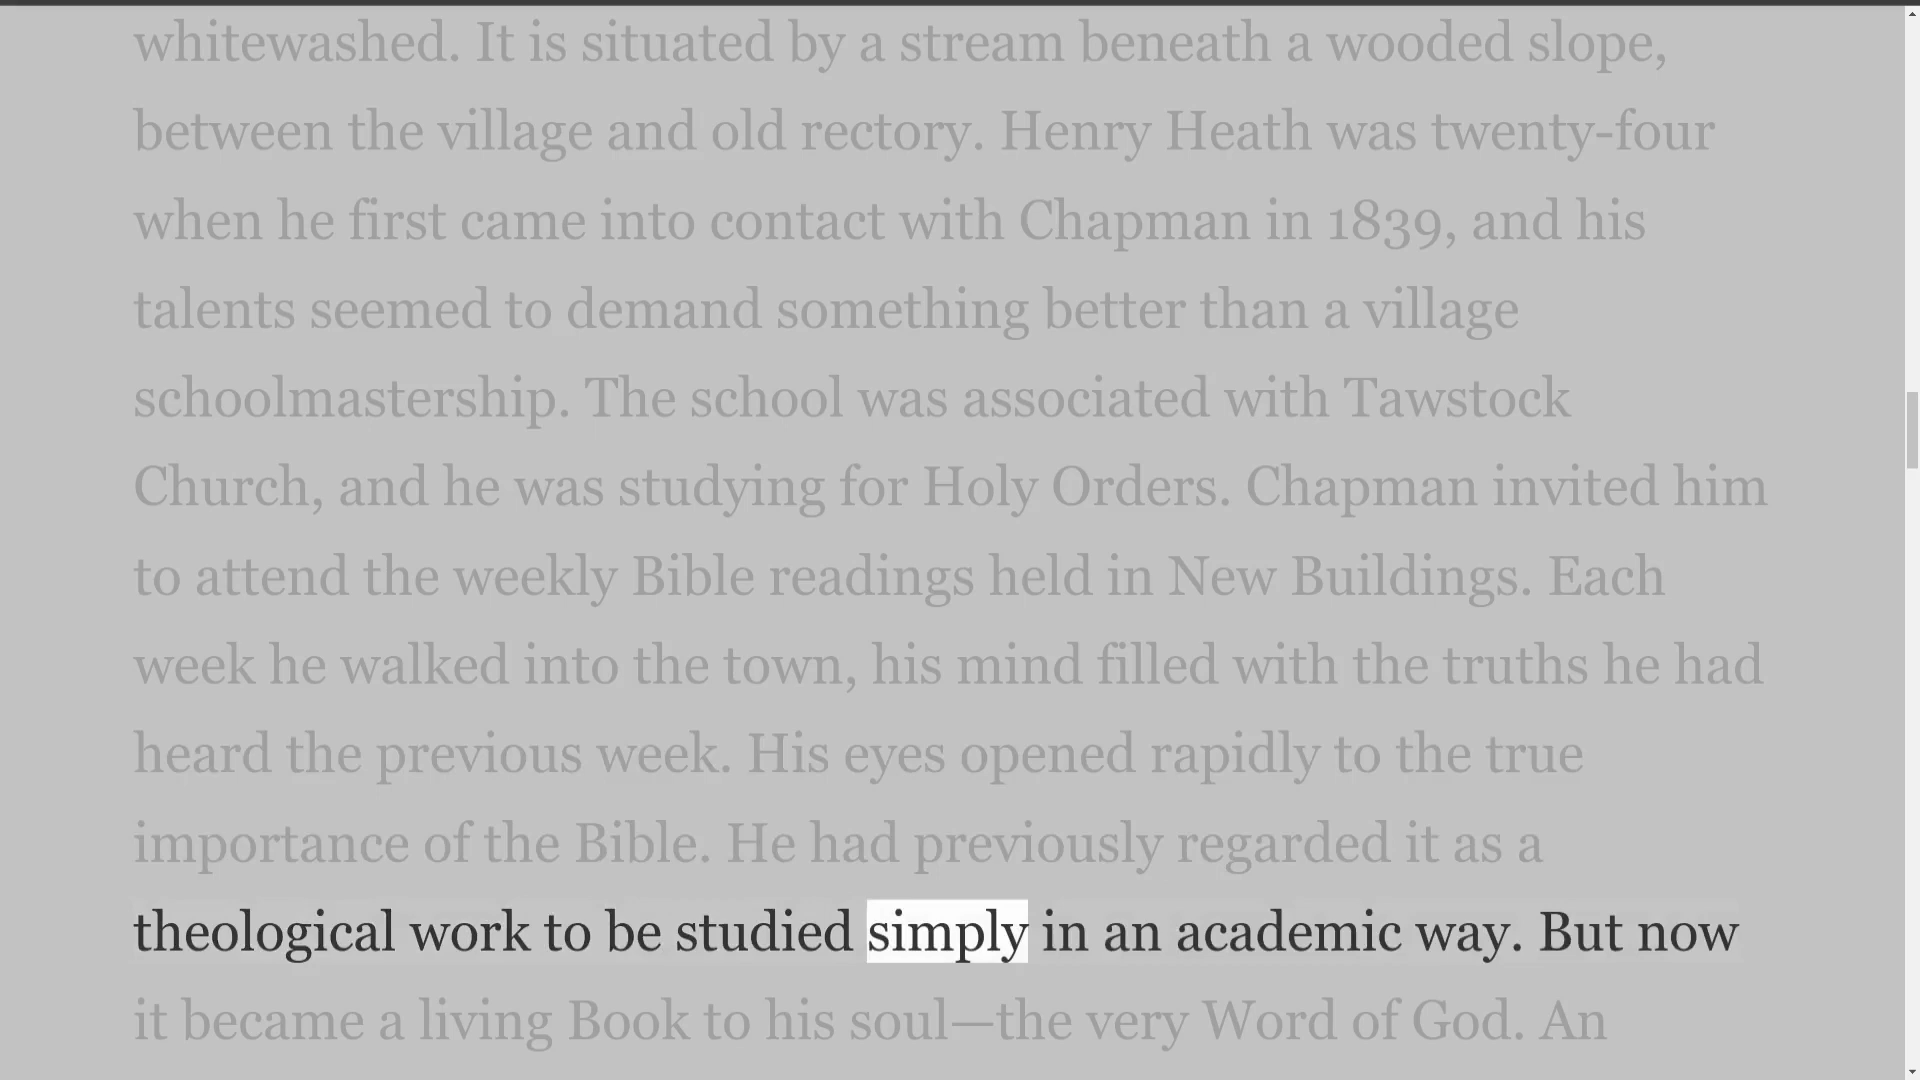 whitewashed. It is situated by a stream beneath a wooded slope,
between the village and old rectory. Henry Heath was twenty-four
when he first came into contact with Chapman in 1839, and his
talents seemed to demand something better than a village
schoolmastership. The school was associated with Tawstock
Church, and he was studying for Holy Orders. Chapman invited him
to attend the weekly Bible readings held in New Buildings. Each
week he walked into the town, his mind filled with the truths he had
heard the previous week. His eyes opened rapidly to the true
importance of the Bible. He had previously regarded it as a
theological work to be studied simply in an academic way. But now
it became a living Book to his soul—the very Word of God. An